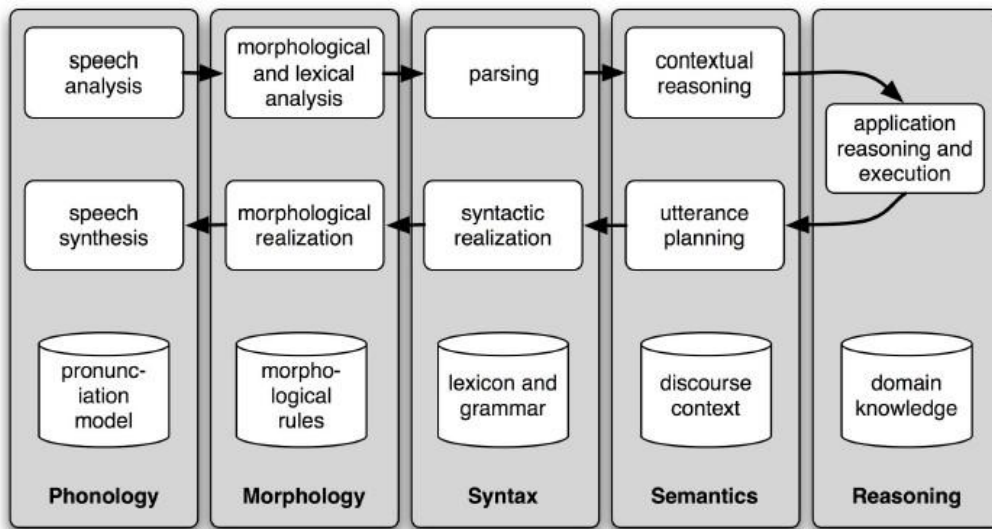 speech
analysis
morphological
and lexical
analysis
parsing
contextual
reasoning
application
reasoning and
execution
speech
synthesis
morphological
realization
syntactic
realization
utterance
planning
pronunc-
iation
model
morpho-
logical
rules
lexicon and
grammar
discourse
context
domain
knowledge
Phonology
Morphology
Syntax
Semantics
Reasoning